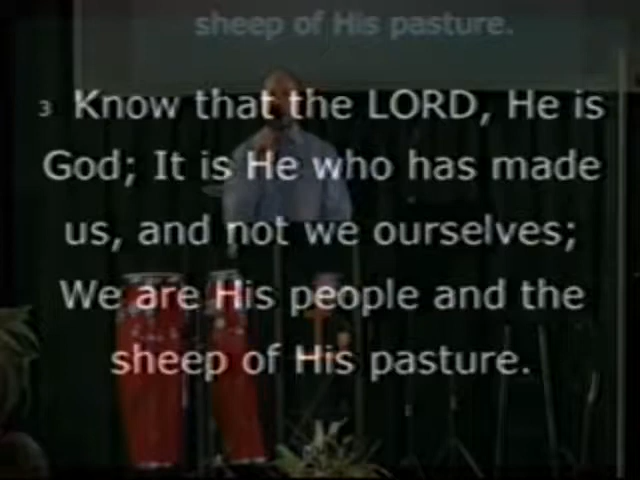 sheep of His pasture.
3 Know that the LORD, He is
God; It is He who has made
us, and not we ourselves;
We are His people and the
sheep of His pasture.